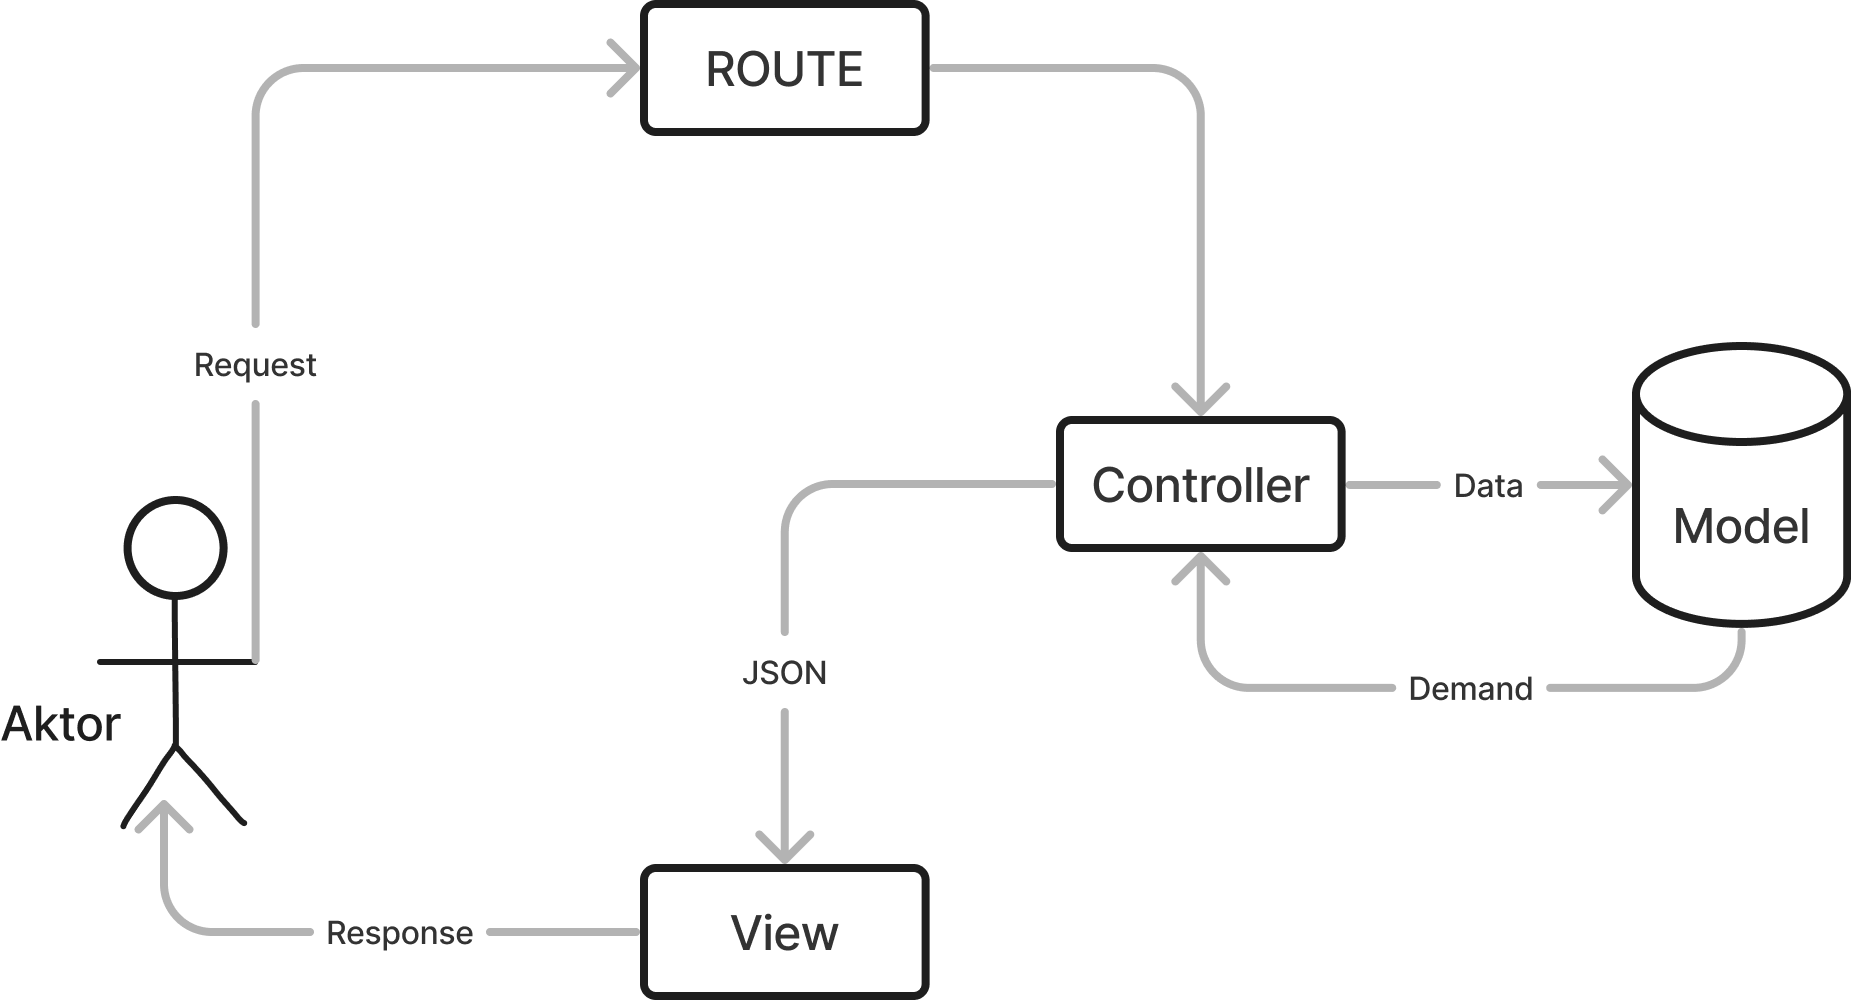 ROUTE
Request
Controller
Data
Model
JSON
Demand
Aktor
View
Response